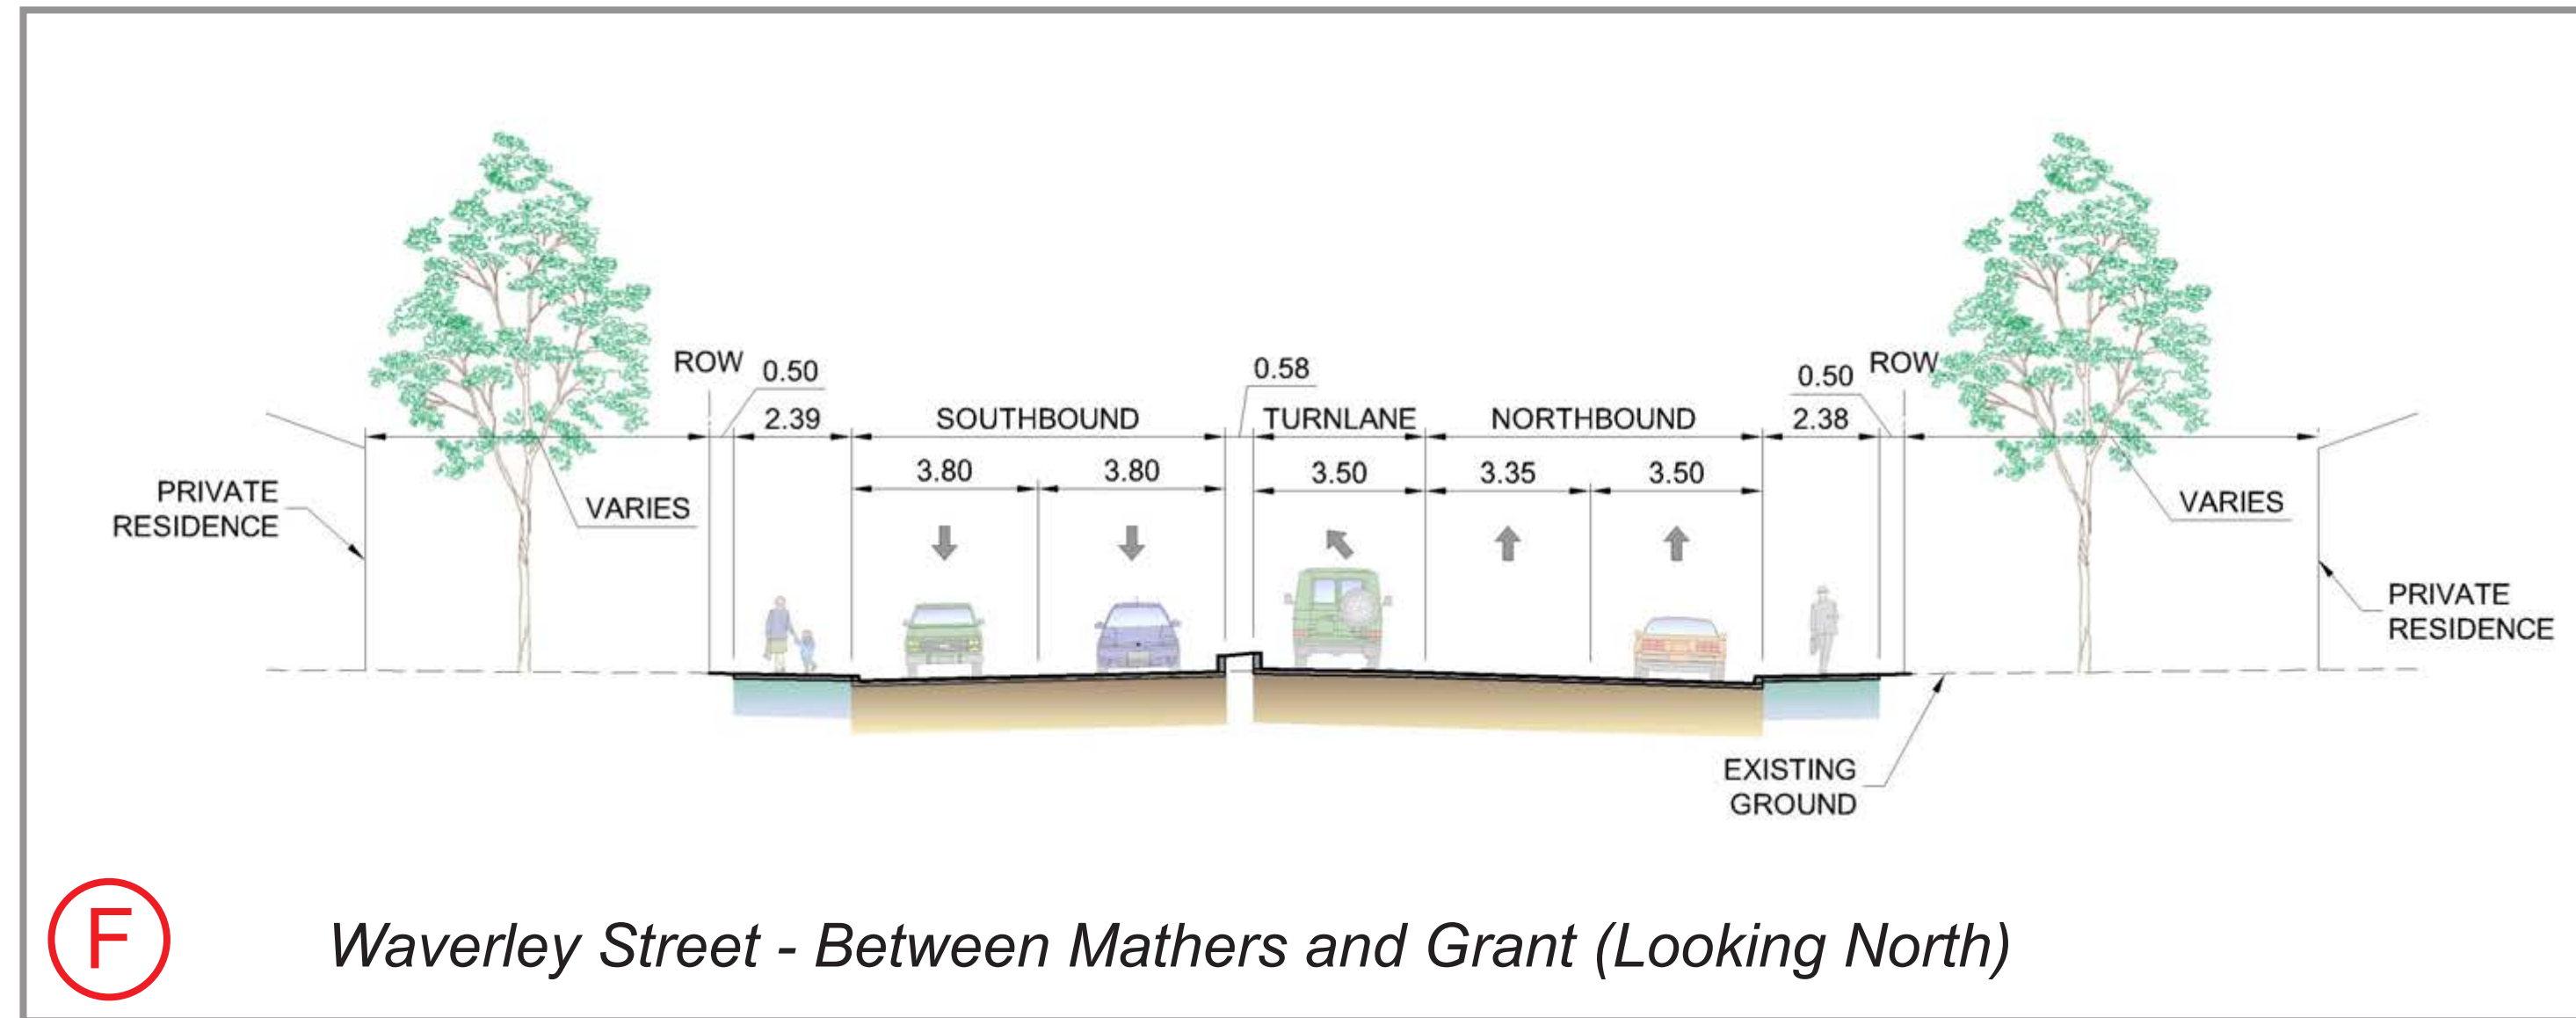 ROW
0.50
0.58
0.50
ROW
2.39
SOUTHBOUND
TURNLANE
NORTHBOUND
2.38
3.80
3.80
3.50
3.35
3.50
PRIVATE
RESIDENCE
VARIES
VARIES
PRIVATE
RESIDENCE
EXISTING
GROUND
F
Waverley Street - Between Mathers and Grant (Looking North)